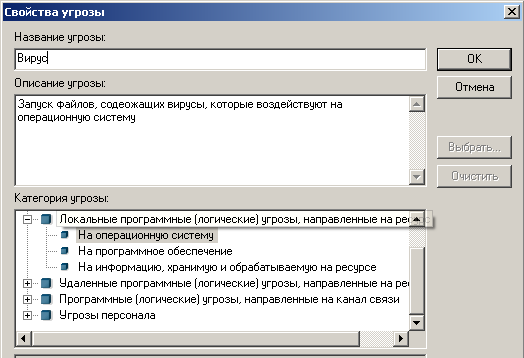 Свойства угрозы
Название угрозы:
Вирус
OK
Описание угрозы:
Отмена
Запуск файлов, содеожащих вирусы, которые воздействуют на
операционную систему
Выбрать...
Очистить
Категория угрозы:
Локальные программные (логические) угрозы, направленные на ресурс
На операционную систему
На программное обеспечение
На информацию, хранимую и обрабатываемую на ресурсе
Удаленные программные (логические) угрозы, направленные на ре
Программные (логические) угрозы, направленные на канал связи
Угрозы персонала